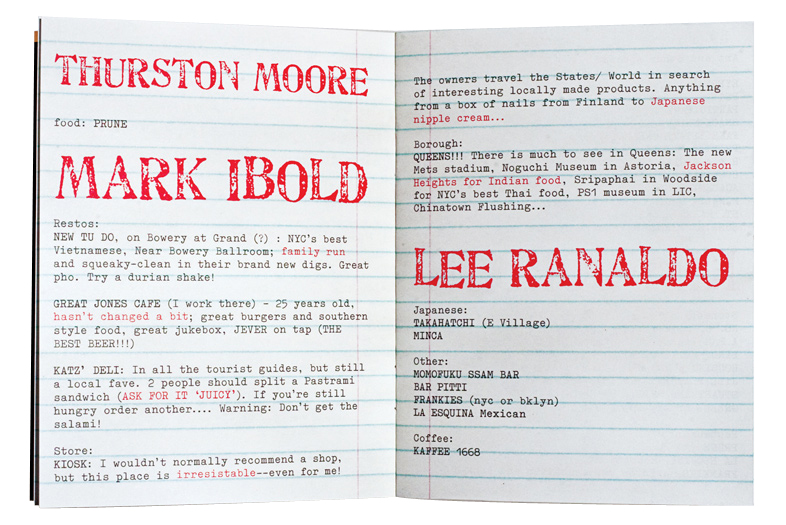 THURSTON MOORE
food: PRUNE
MARK IBOLD
Restos:
NEW TU DO, on Bowery at Grand (?) : NYC's best
Vietnamese, Near Bowery Ballroom; family run
and squeaky-clean in their brand new digs. Great
pho. Try a durian shake!
GREAT JONES CAFE (I work there) - 25 years old,
hasn't changed a bit; great burgers and southern
style food, great jukebox, JEVER on tap (THE
BEST BEER!!!)
KATZ' DELI: In all the tourist guides, but still
a local fave. 2 people should split a Pastrami
sandwich (ASK FOR IT 'JUICY'). If you're still
hungry order another.... Warning: Don't get the
salami!
Store:
KIOSK: I wouldn't normally recommend a shop,
but this place is irresistable--even for me!
The owners travel the States/ World in search
of interesting locally made products. Anything
from a box of nails from Finland to Japanese
nipple cream...
Borough:
QUEENS!!! There is much to see in Queens: The new
Mets stadium, Noguchi Museum in Astoria, Jackson
Heights for Indian food, Sripaphai in Woodside
for NYC's best Thai food, PS1 museum in LIC,
Chinatown Flushing...
LEE RANALDO
Japanese:
TAKAHATCHI (E Village)
MINCA
Other:
MOMOFUKU SSAM BAR
BAR PITTI
FRANKIES (nyc or bklyn)
LA ESQUINA Mexican
Coffee:
KAFFEE 1668